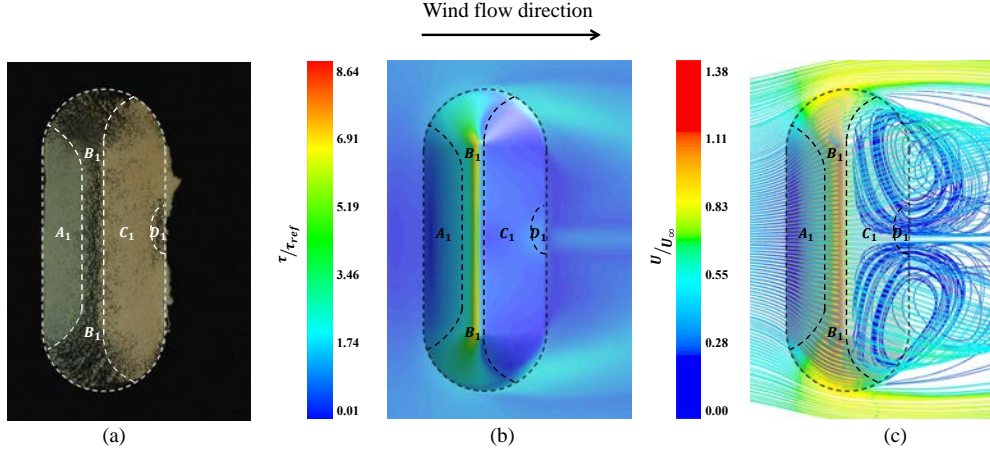 Wind flow direction
B₁
A₁
C₁
D₁
B₁
(a)
τ/τ_ref
8.64
6.91
5.19
3.46
1.74
0.01
B₁
A₁
C₁
D₁
B₁
(b)
U/U∞
1.38
1.11
0.83
0.55
0.28
0.00
B₁
A₁
C₁
D₁
B₁
(c)